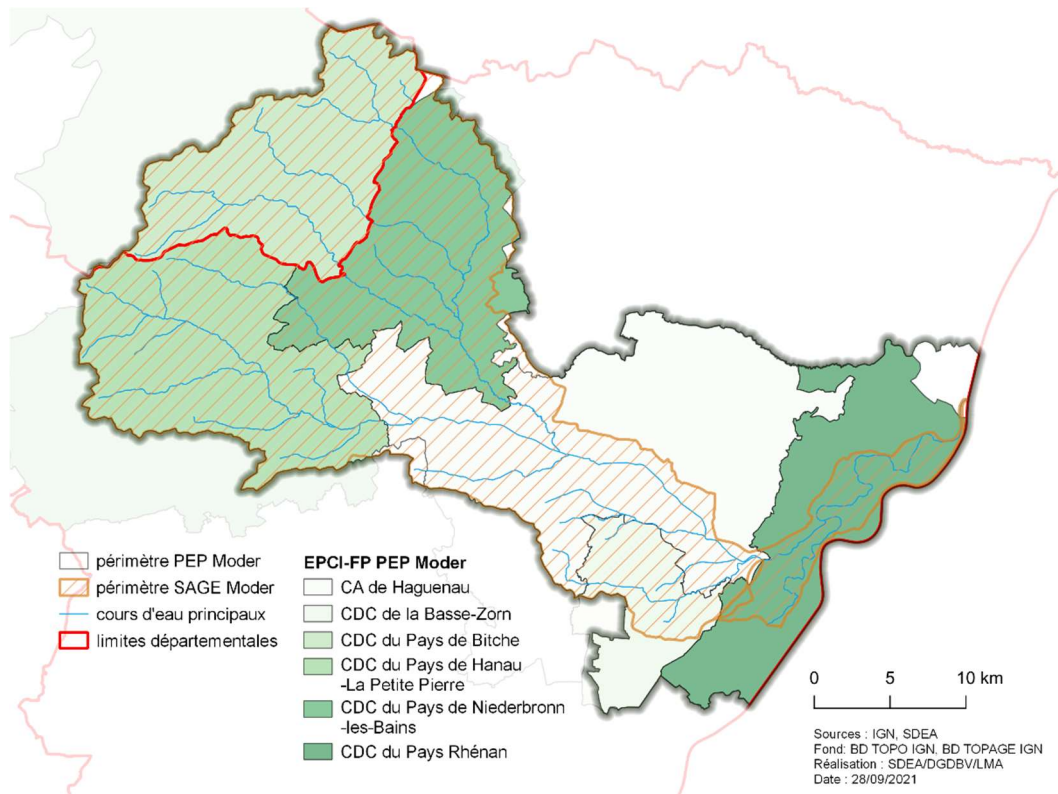 périmètre PEP Moder
périmètre SAGE Moder
cours d'eau principaux
limites départementales
EPCI-FP PEP Moder
CA de Haguenau
CDC de la Basse-Zorn
CDC du Pays de Bitche
CDC du Pays de Hanau
-La Petite Pierre
CDC du Pays de Niederbronn
-les-Bains
CDC du Pays Rhénan
0 5 10 km
Sources : IGN, SDEA
Fond: BD TOPO IGN, BD TOPAGE IGN
Réalisation : SDEA/DGDBV/LMA
Date : 28/09/2021